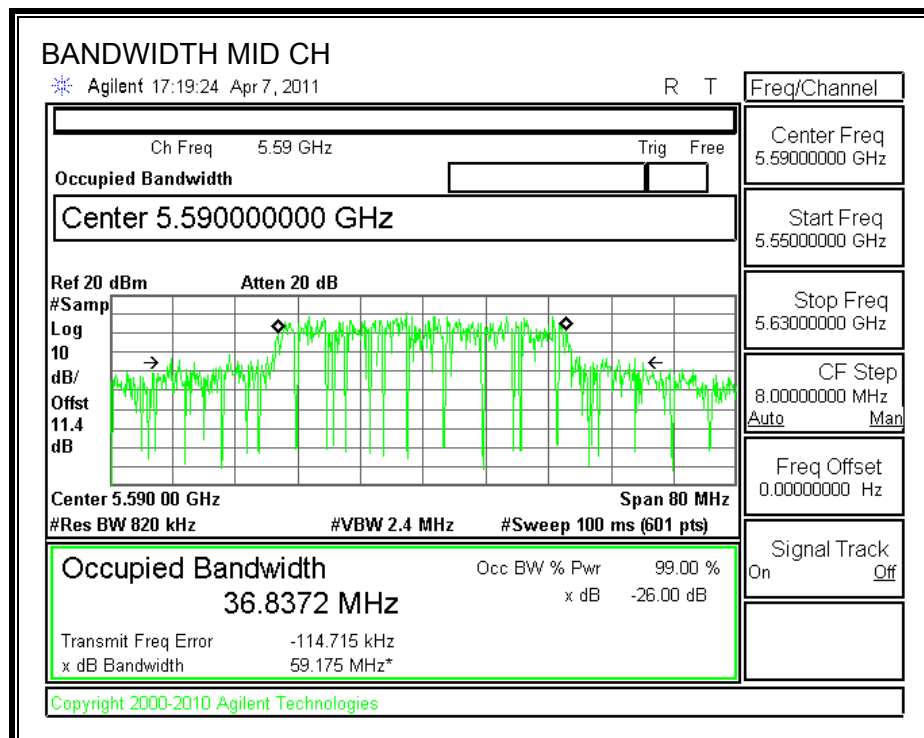 BANDWIDTH MID CH
Agilent 17:19:24 Apr 7, 2011 R T
Freq/Channel
Ch Freq 5.59 GHz Trig Free
Occupied Bandwidth
Center 5.590000000 GHz
Ref 20 dBm Atten 20 dB
#Samp
Log
10
dB/
Offst
11.4
dB
Center 5.590 00 GHz Span 80 MHz
#Res BW 820 kHz #VBW 2.4 MHz #Sweep 100 ms (601 pts)
Occupied Bandwidth Occ BW % Pwr 99.00 %
36.8372 MHz x dB -26.00 dB
Transmit Freq Error -114.715 kHz
x dB Bandwidth 59.175 MHz*
Copyright 2000-2010 Agilent Technologies
Center Freq
5.59000000 GHz
Start Freq
5.55000000 GHz
Stop Freq
5.63000000 GHz
CF Step
8.00000000 MHz
Auto Man
Freq Offset
0.00000000 Hz
Signal Track
On Off